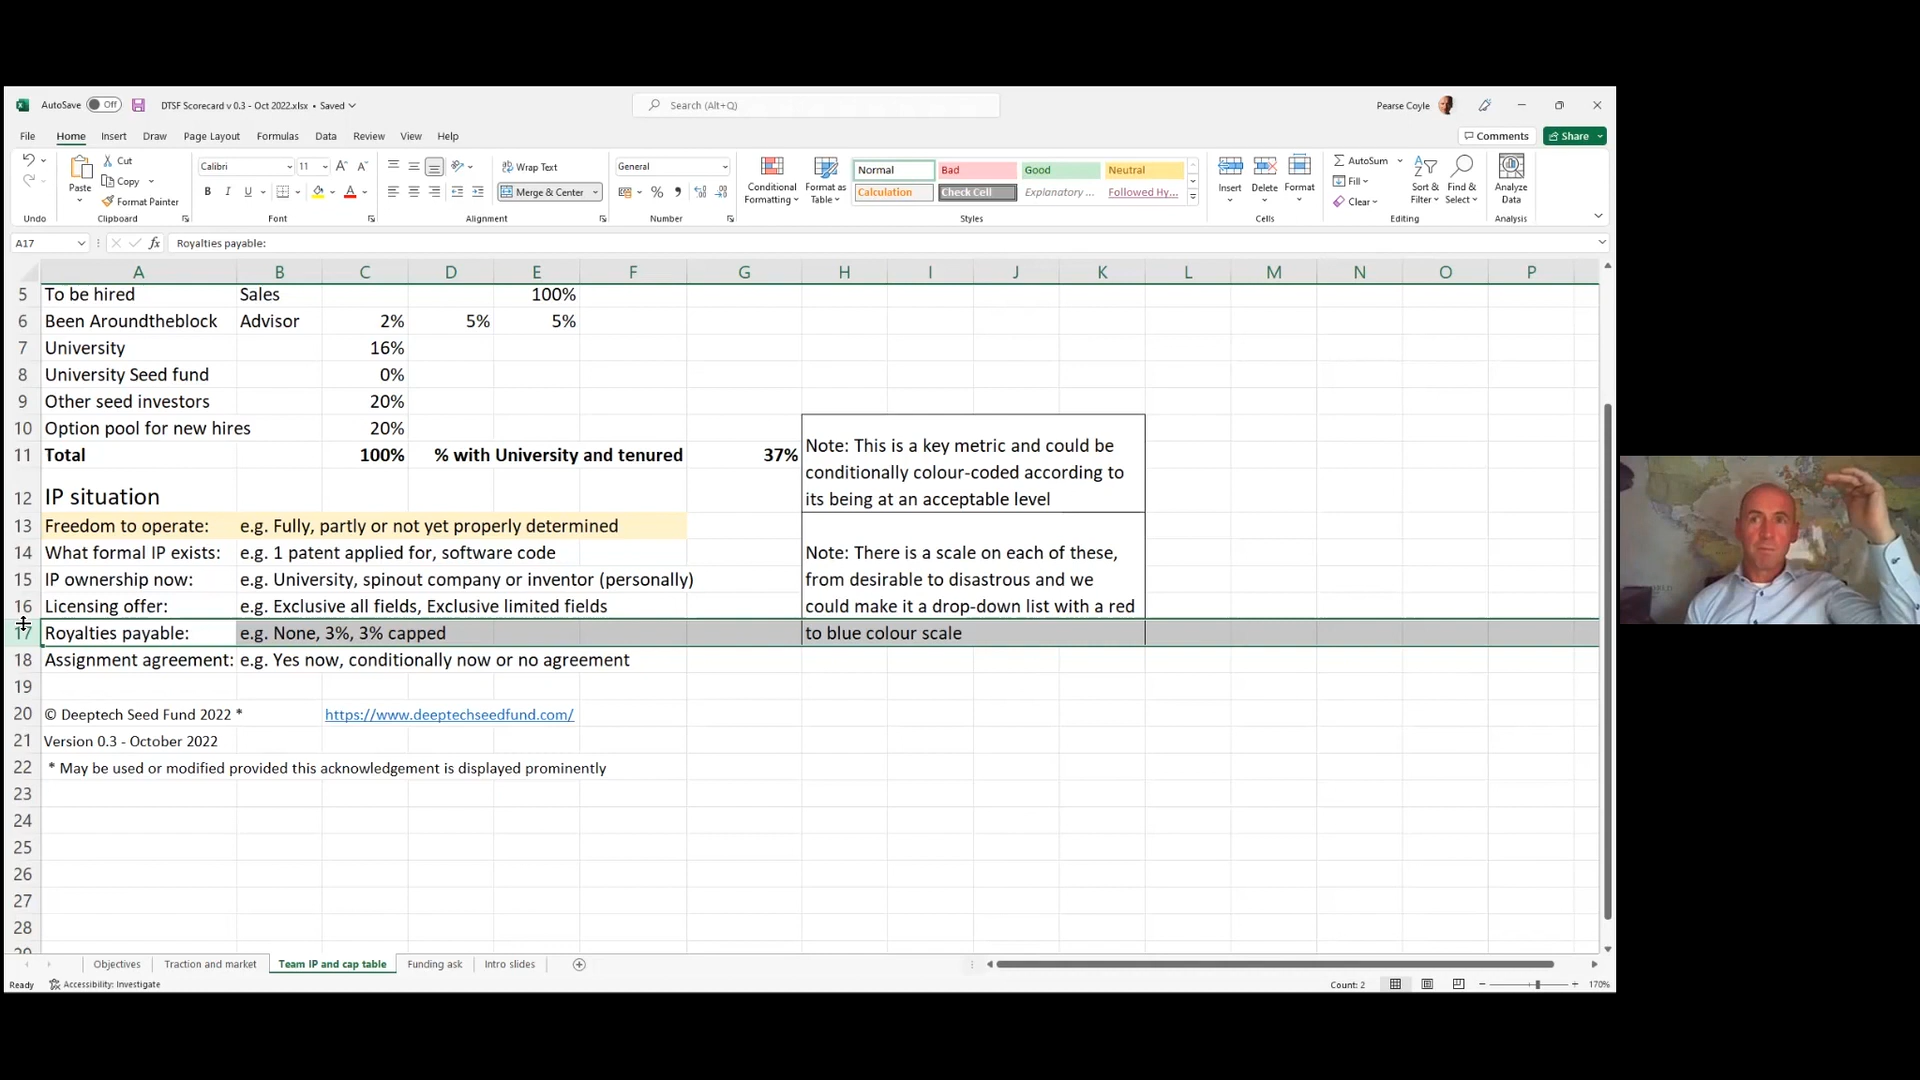 AutoSave Off DTSF Scorecard v 0.3 - Oct 2022.xlsx • Saved Search (Alt+Q) Pearse Coyle
File Home Insert Draw Page Layout Formulas Data Review View Help Comments Share
Cut Calibri 11 Wrap Text General Normal Bad Good Neutral AutoSum
Paste Copy Conditional Format as Insert Delete Format Fill Sort & Find & Analyze
Format Painter B I U Merge & Center Formatting Table Calculation Check Cell Explanatory ... Followed Hy... Clear Filter Select Data
Undo Clipboard Font Alignment Number Styles Cells Editing Analysis
A17 fx Royalties payable:
A B C D E F G H I J K L M N O P
5 To be hired Sales 100%
6 Been Aroundtheblock Advisor 2% 5% 5%
7 University 16%
8 University Seed fund 0%
9 Other seed investors 20%
10 Option pool for new hires 20%
Note: This is a key metric and could be
11 Total 100% % with University and tenured 37%
conditionally colour-coded according to
12 IP situation its being at an acceptable level
13 Freedom to operate: e.g. Fully, partly or not yet properly determined
14 What formal IP exists: e.g. 1 patent applied for, software code Note: There is a scale on each of these,
15 IP ownership now: e.g. University, spinout company or inventor (personally) from desirable to disastrous and we
16 Licensing offer: e.g. Exclusive all fields, Exclusive limited fields could make it a drop-down list with a red
17 Royalties payable: e.g. None, 3%, 3% capped to blue colour scale
18 Assignment agreement: e.g. Yes now, conditionally now or no agreement
19
20 © Deeptech Seed Fund 2022 * https://www.deeptechseedfund.com/
21 Version 0.3 - October 2022
22 * May be used or modified provided this acknowledgement is displayed prominently
23
24
25
26
27
28
29
Objectives Traction and market Team IP and cap table Funding ask Intro slides
Ready Accessibility: Investigate Count: 2 170%